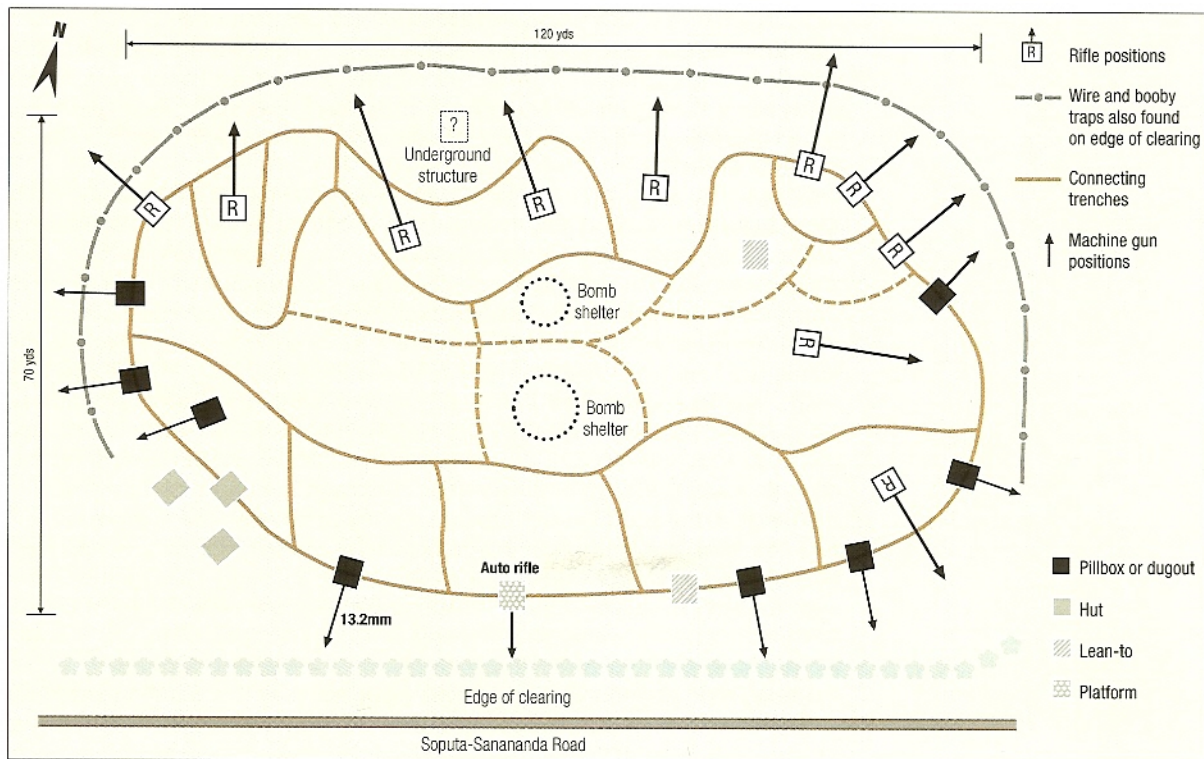 N
120 yds
70 yds
?
Underground
structure
R
R
R
R
R
R
R
R
R
R
Bomb
shelter
Bomb
shelter
Auto rifle
13.2mm
Edge of clearing
Soputa-Sanananda Road
R
Rifle positions
Wire and booby
traps also found
on edge of clearing
Connecting
trenches
Machine gun
positions
Pillbox or dugout
Hut
Lean-to
Platform